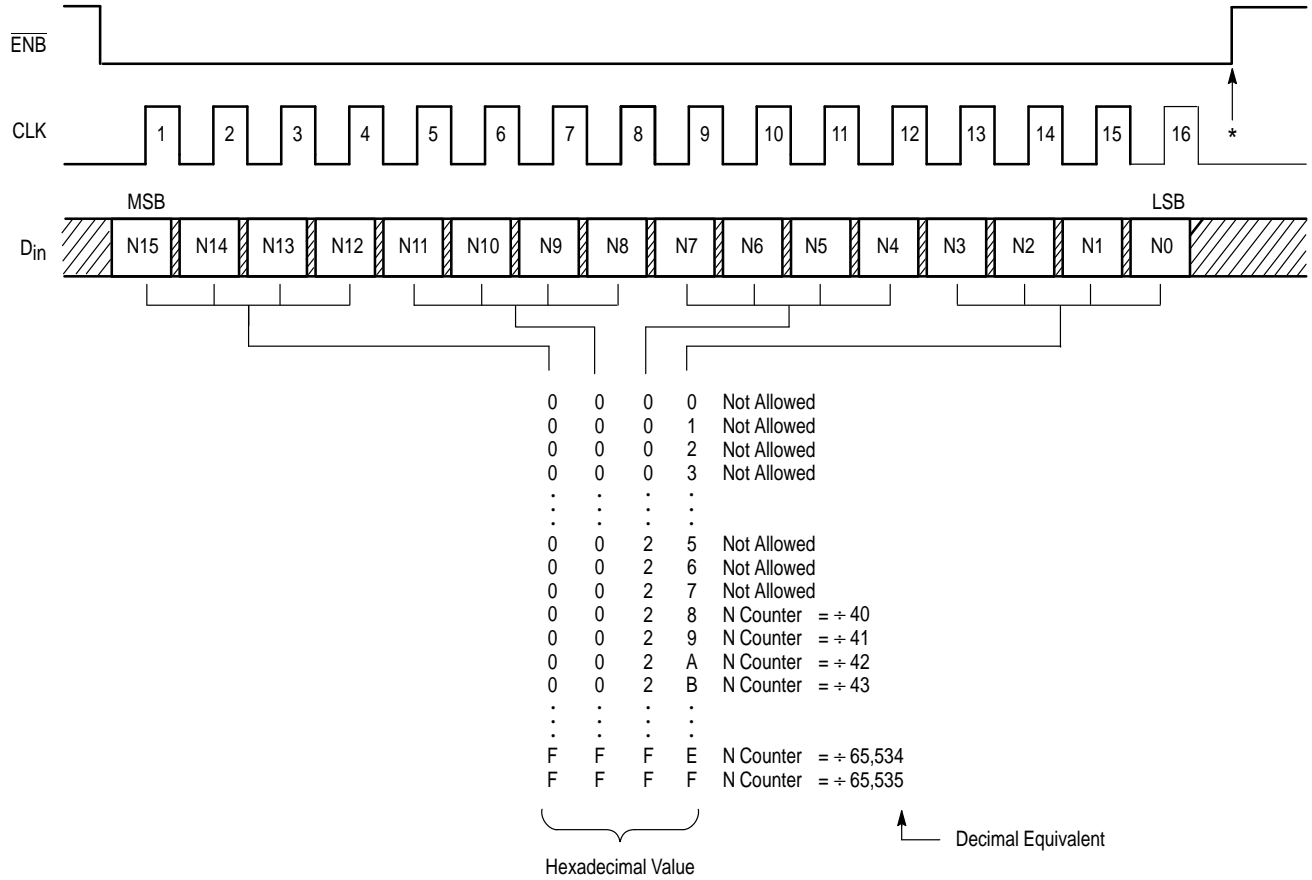 ENB
CLK 1 2 3 4 5 6 7 8 9 10 11 12 13 14 15 16 *
MSB LSB
Din N15 N14 N13 N12 N11 N10 N9 N8 N7 N6 N5 N4 N3 N2 N1 N0
0 0 0 0 Not Allowed
0 0 0 1 Not Allowed
0 0 0 2 Not Allowed
0 0 0 3 Not Allowed
. . . .
. . . .
. . . .
0 0 2 5 Not Allowed
0 0 2 6 Not Allowed
0 0 2 7 Not Allowed
0 0 2 8 N Counter = ÷ 40
0 0 2 9 N Counter = ÷ 41
0 0 2 A N Counter = ÷ 42
0 0 2 B N Counter = ÷ 43
. . . .
. . . .
. . . .
F F F E N Counter = ÷ 65,534
F F F F N Counter = ÷ 65,535
Decimal Equivalent
Hexadecimal Value